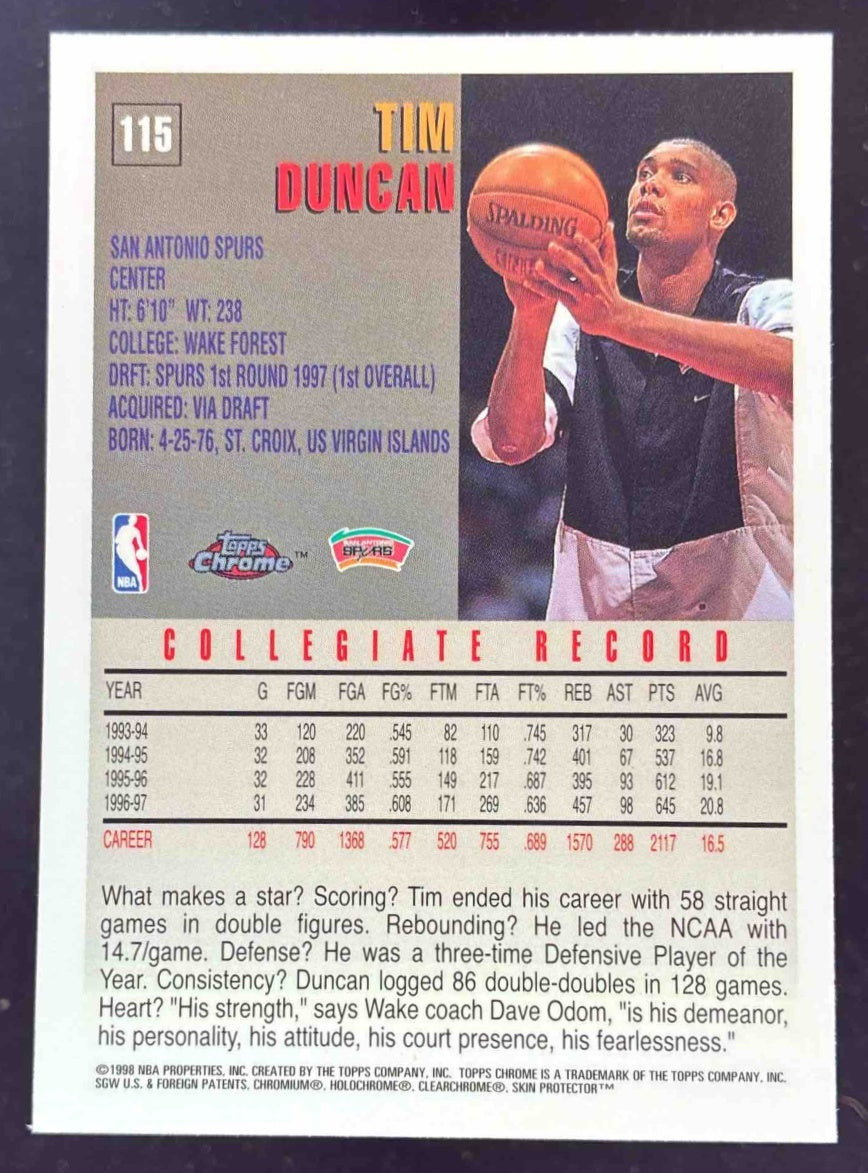 115
TIM
DUNCAN
SPALDING
SAN ANTONIO SPURS
CENTER
HT: 6'10" WT: 238
COLLEGE: WAKE FOREST
DRFT: SPURS 1st ROUND 1997 (1st OVERALL)
ACQUIRED: VIA DRAFT
BORN: 4-25-76, ST. CROIX, US VIRGIN ISLANDS
NBA
Topps
Chrome™
SAN ANTONIO
SPURS
COLLEGIATE RECORD
YEAR G FGM FGA FG% FTM FTA FT% REB AST PTS AVG
1993-94 33 120 220 .545 82 110 .745 317 30 323 9.8
1994-95 32 208 352 .591 118 159 .742 401 67 537 16.8
1995-96 32 228 411 .555 149 217 .687 395 93 612 19.1
1996-97 31 234 385 .608 171 269 .636 457 98 645 20.8
CAREER 128 790 1368 .577 520 755 .689 1570 288 2117 16.5
What makes a star? Scoring? Tim ended his career with 58 straight
games in double figures. Rebounding? He led the NCAA with
14.7/game. Defense? He was a three-time Defensive Player of the
Year. Consistency? Duncan logged 86 double-doubles in 128 games.
Heart? "His strength," says Wake coach Dave Odom, "is his demeanor,
his personality, his attitude, his court presence, his fearlessness."
©1998 NBA PROPERTIES, INC. CREATED BY THE TOPPS COMPANY, INC. TOPPS CHROME IS A TRADEMARK OF THE TOPPS COMPANY, INC.
SGW U.S. & FOREIGN PATENTS, CHROMIUM®, HOLOCHROME®, CLEARCHROME®, SKIN PROTECTOR™